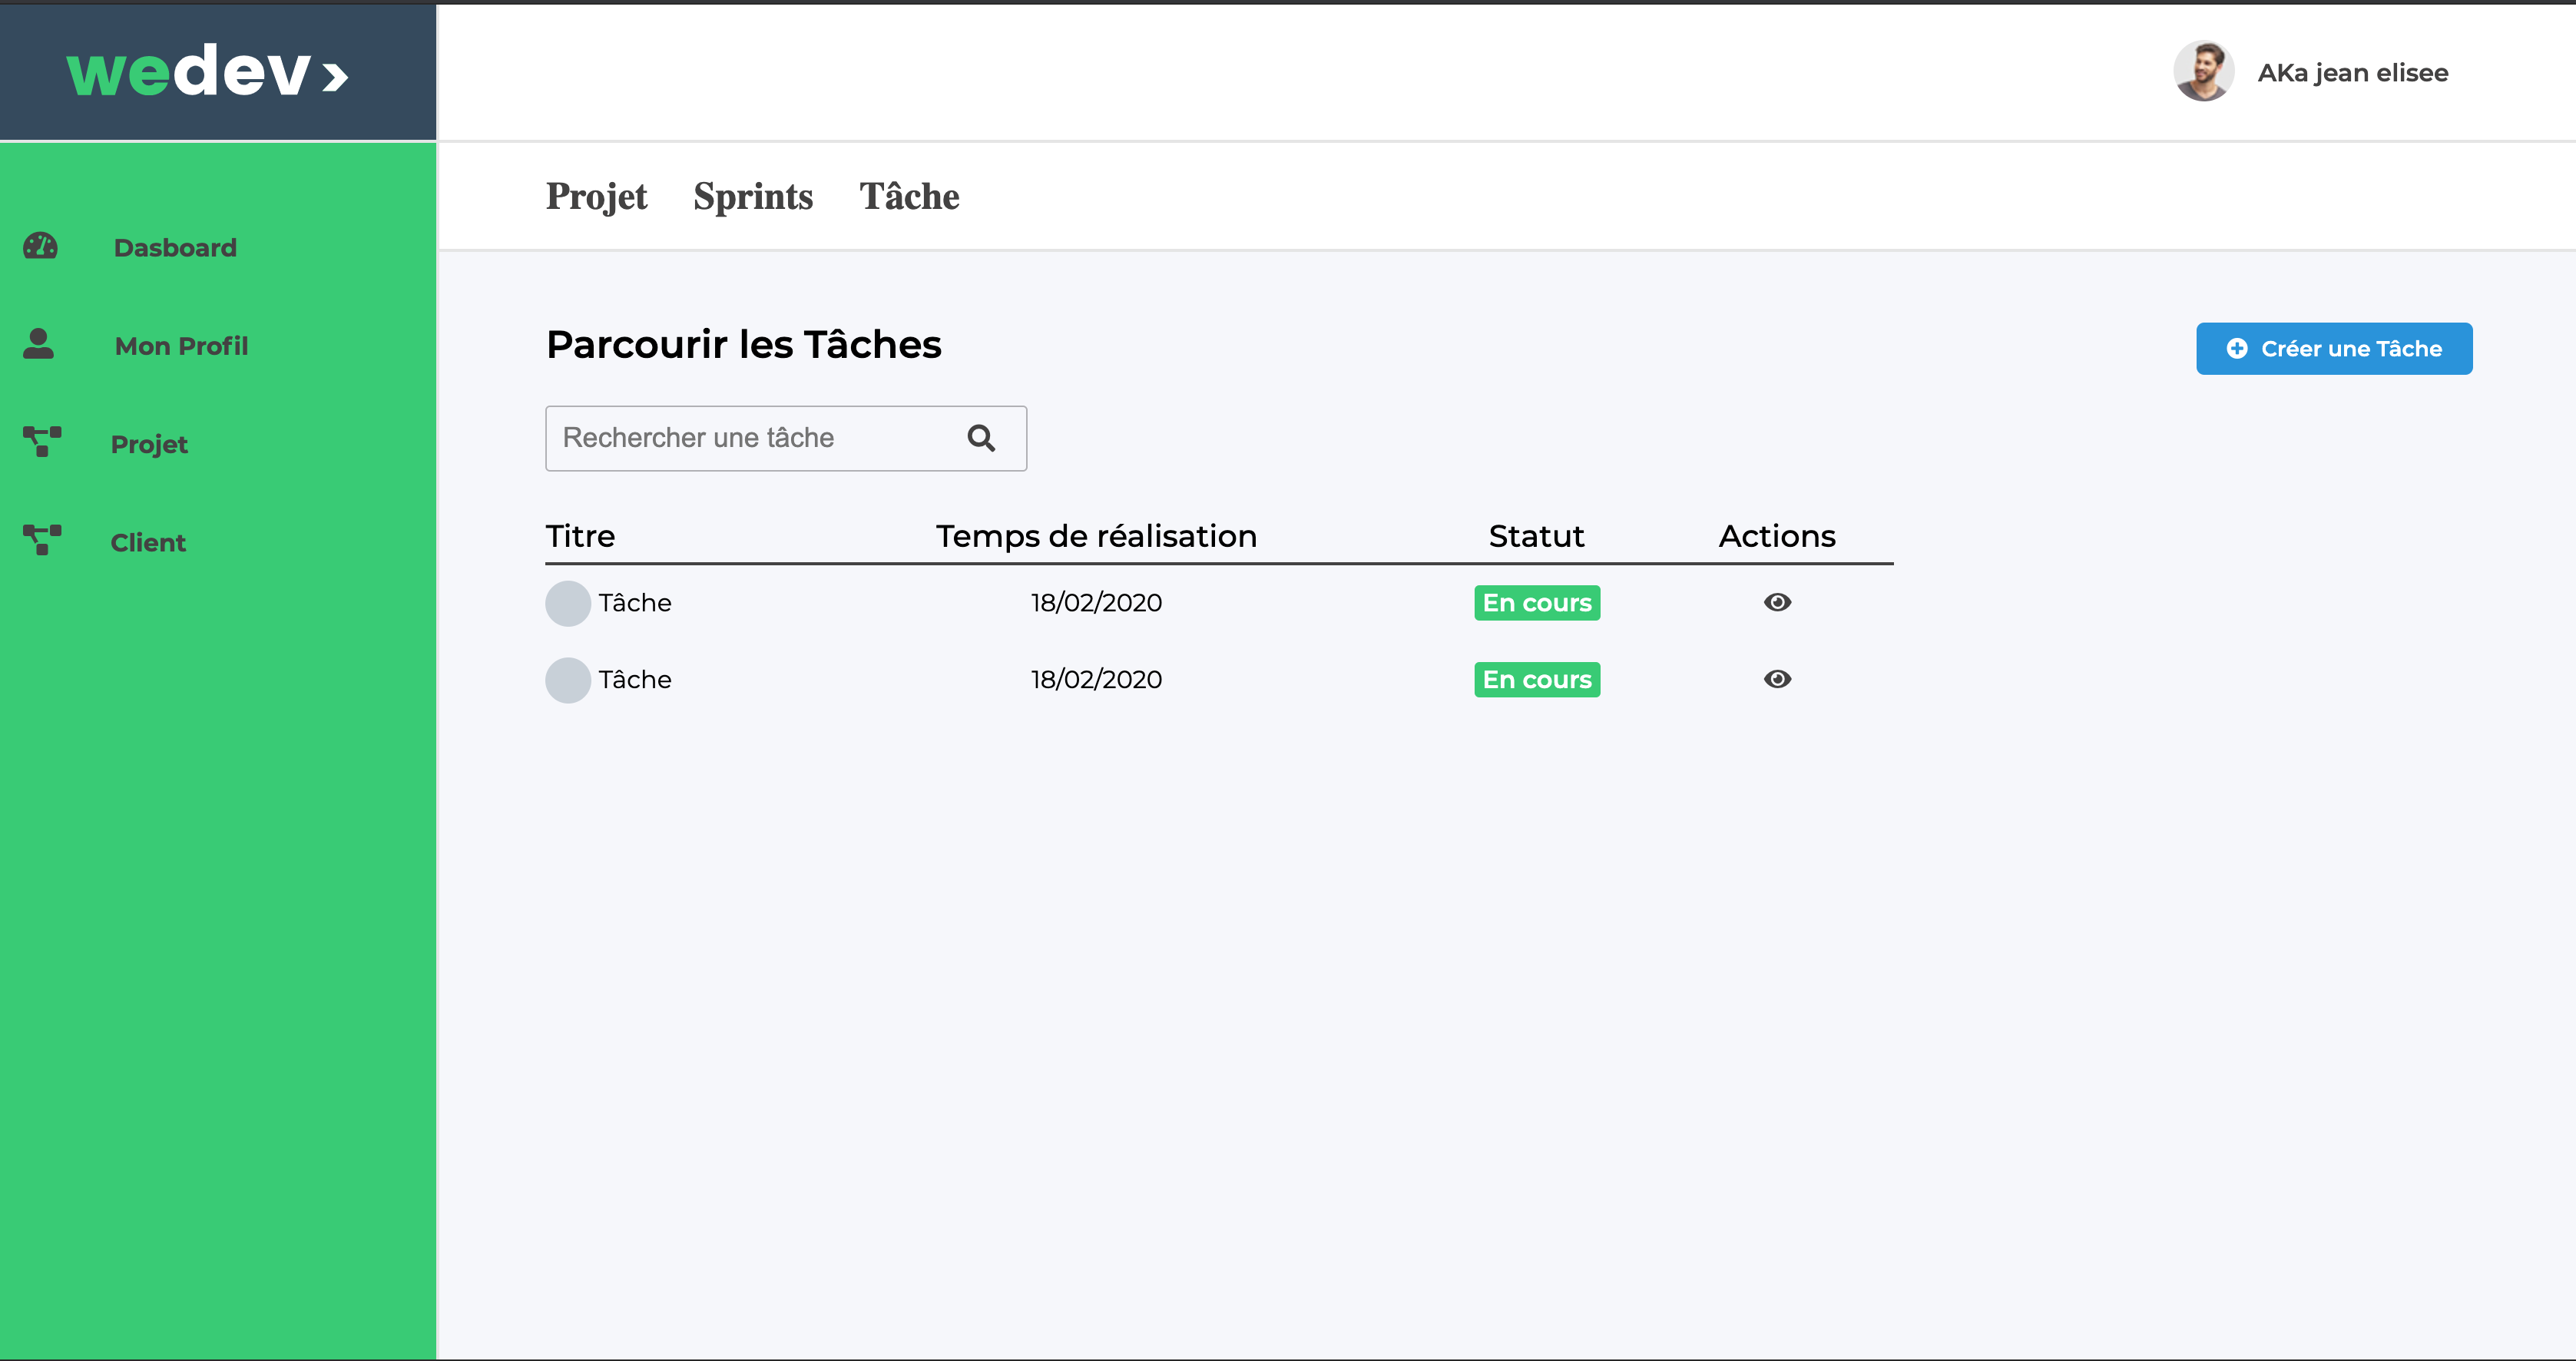 wedev>
AKa jean elisee
Projet Sprints Tâche
Dasboard
Mon Profil
Projet
Client
Parcourir les Tâches
Créer une Tâche
Rechercher une tâche
Titre Temps de réalisation Statut Actions
Tâche 18/02/2020 En cours
Tâche 18/02/2020 En cours